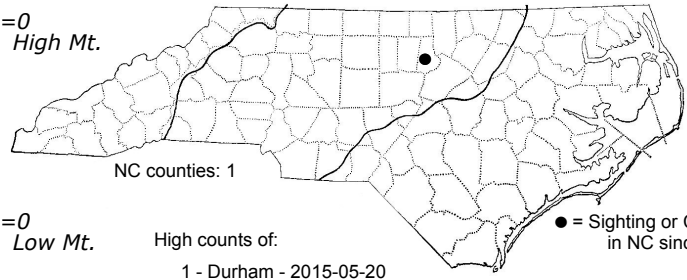 =0
High Mt.
NC counties: 1
=0
Low Mt.
High counts of:
1 - Durham - 2015-05-20
● = Sighting or
in NC